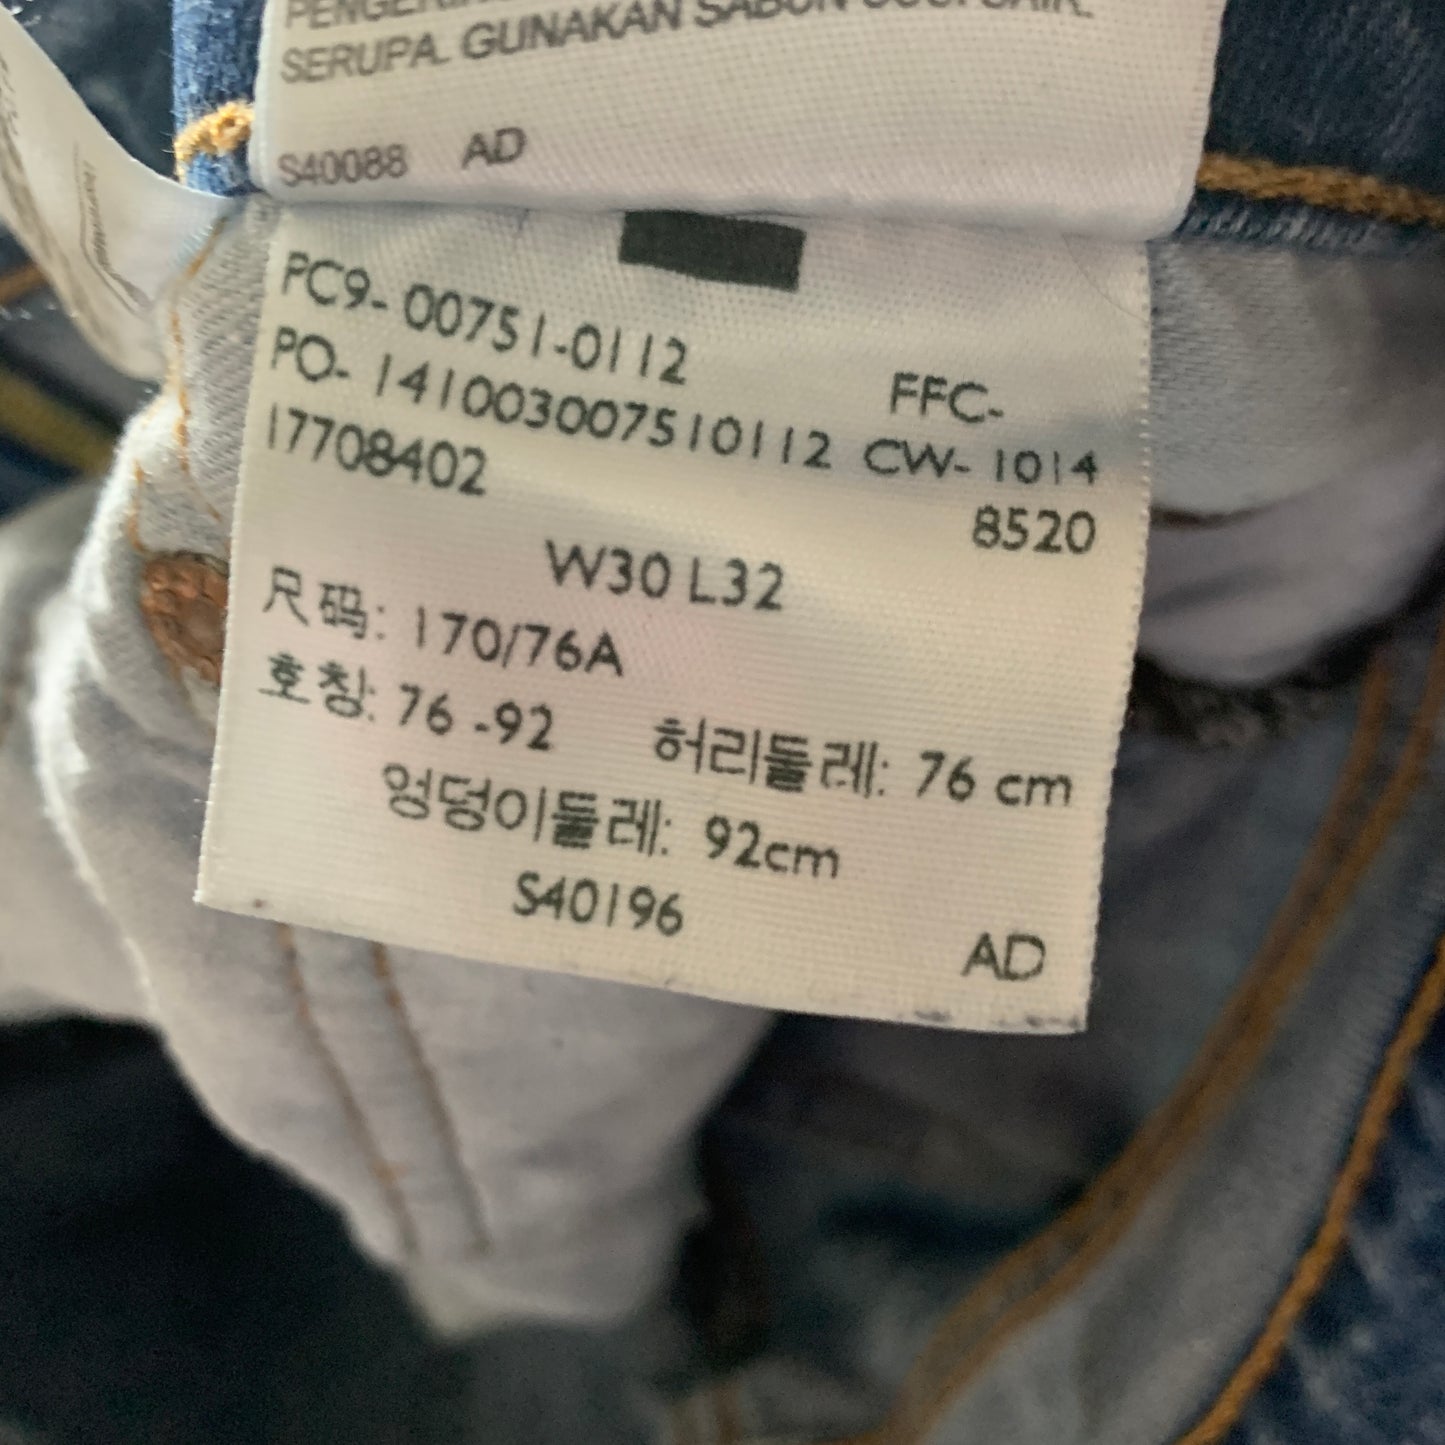 SERUPA. GUNAKAN SABUN
S40088 AD
PC9- 00751-0112
FFC-
PO- 141003007510112 CW- 1014
17708402
8520
W30 L32
尺码: 170/76A
호칭: 76 -92 허리둘레: 76 cm
엉덩이둘레: 92cm
S40196
AD